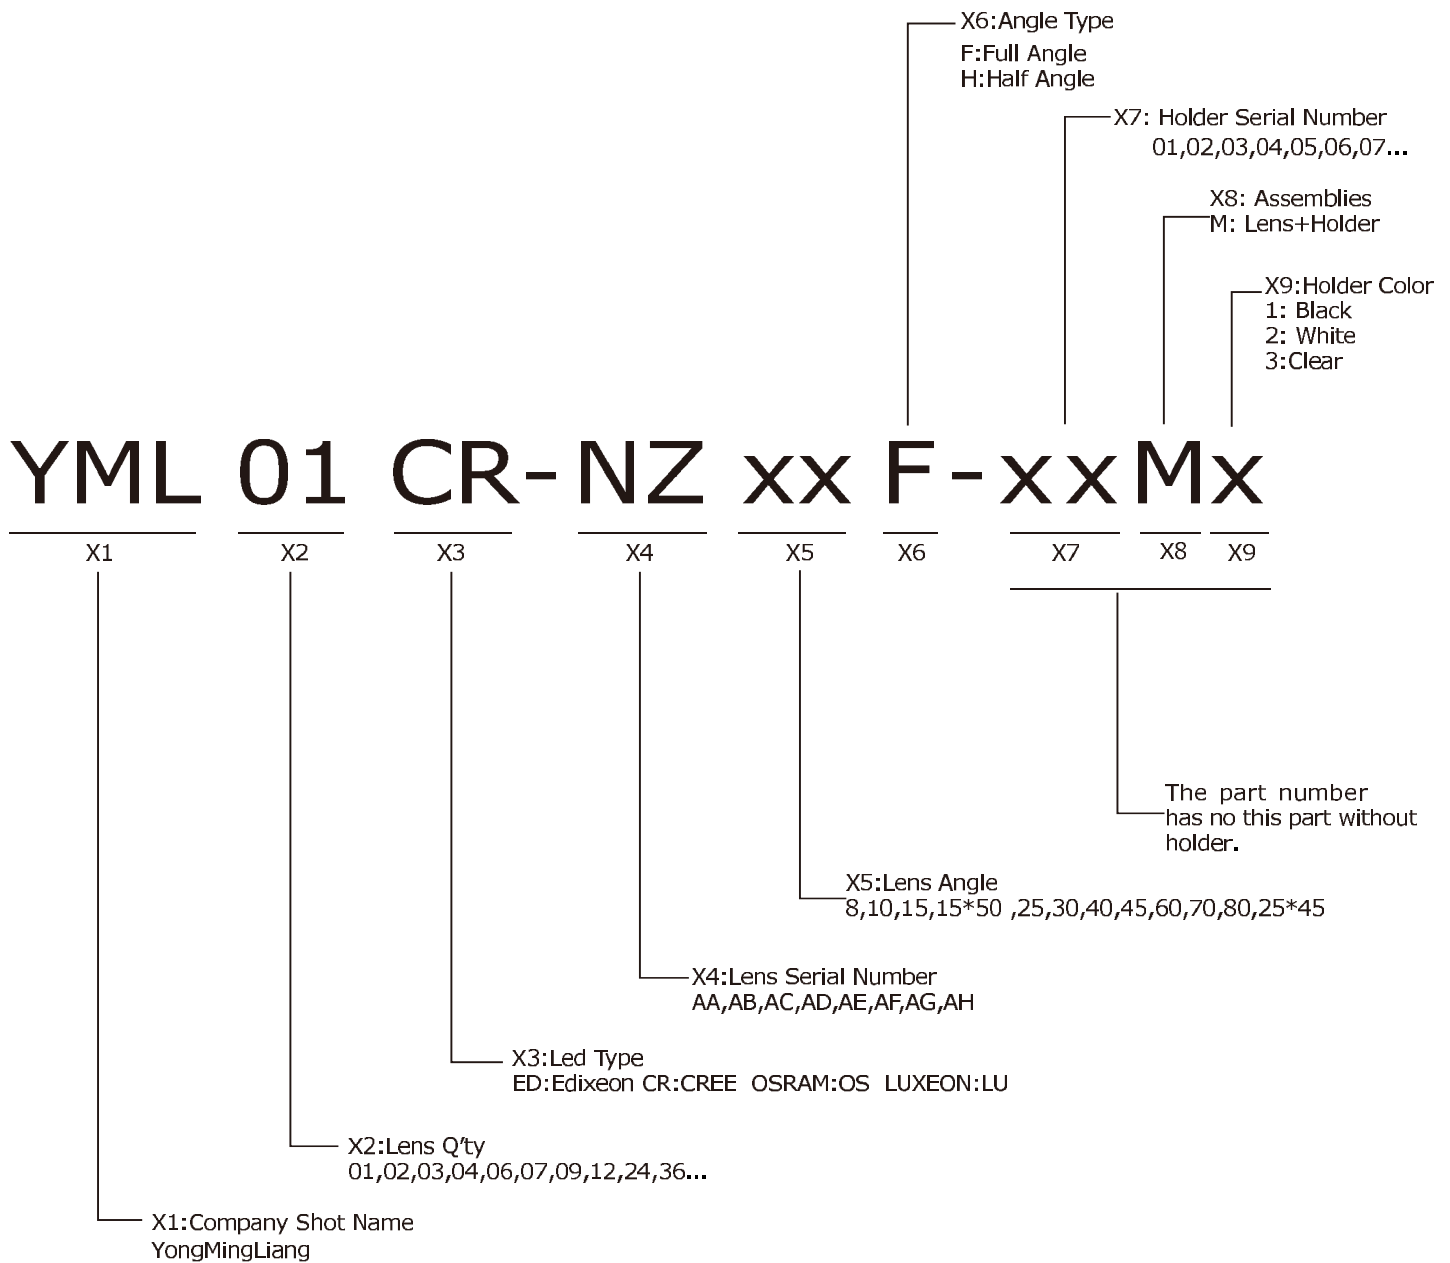 X6:Angle Type
F:Full Angle
H:Half Angle
X7: Holder Serial Number
01,02,03,04,05,06,07...
X8: Assemblies
M: Lens+Holder
X9:Holder Color
1: Black
2: White
3:Clear
YML 01 CR-NZ xx F-xxMx
X1 X2 X3 X4 X5 X6 X7 X8 X9
The part number
has no this part without
holder.
X5:Lens Angle
8,10,15,15*50 ,25,30,40,45,60,70,80,25*45
X4:Lens Serial Number
AA,AB,AC,AD,AE,AF,AG,AH
X3:Led Type
ED:Edixeon CR:CREE OSRAM:OS LUXEON:LU
X2:Lens Q'ty
01,02,03,04,06,07,09,12,24,36...
X1:Company Shot Name
YongMingLiang